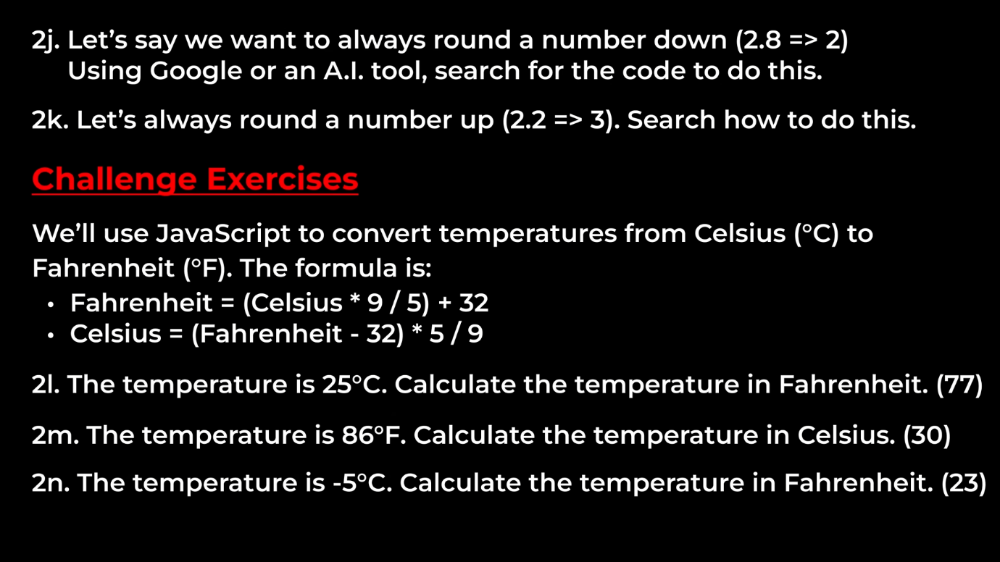 2j. Let’s say we want to always round a number down (2.8 => 2)
Using Google or an A.I. tool, search for the code to do this.
2k. Let’s always round a number up (2.2 => 3). Search how to do this.
Challenge Exercises
We’ll use JavaScript to convert temperatures from Celsius (°C) to
Fahrenheit (°F). The formula is:
• Fahrenheit = (Celsius * 9 / 5) + 32
• Celsius = (Fahrenheit - 32) * 5 / 9
2l. The temperature is 25°C. Calculate the temperature in Fahrenheit. (77)
2m. The temperature is 86°F. Calculate the temperature in Celsius. (30)
2n. The temperature is -5°C. Calculate the temperature in Fahrenheit. (23)